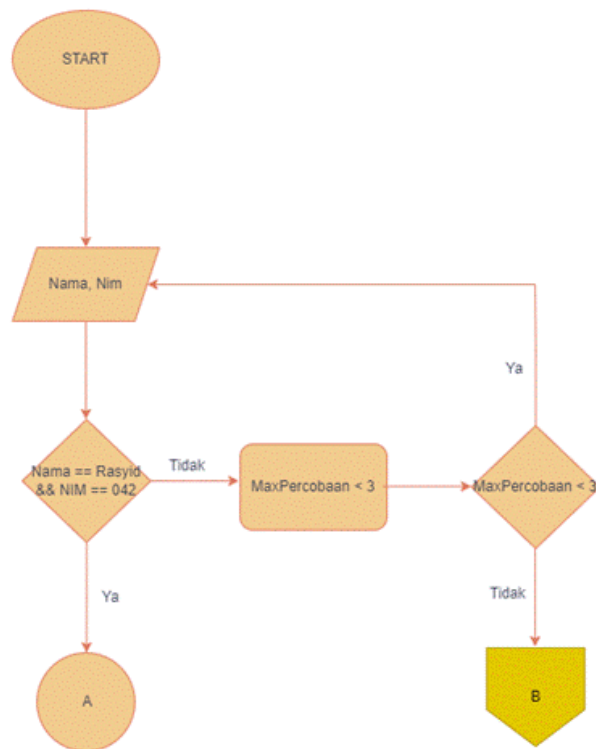 START
Nama, Nim
Ya
Nama == Rasyid
&& NIM == 042
Tidak
MaxPercobaan < 3
MaxPercobaan < 3
Ya
Tidak
A
B